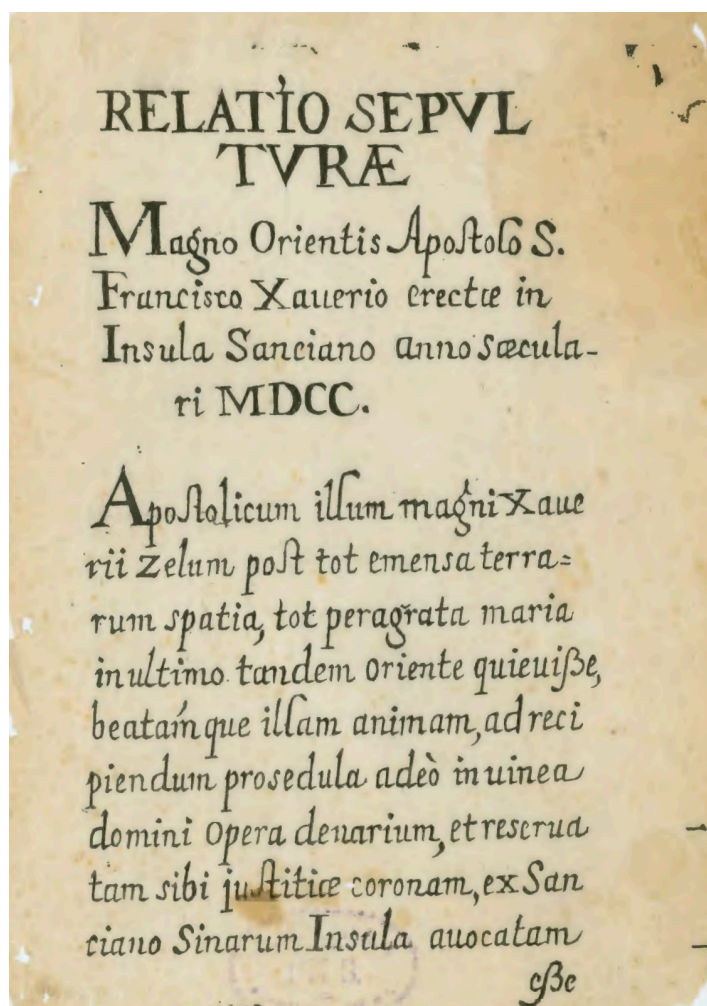 RELATIO SEPVL
TVRÆ
Magno Orientis Apostolo S.
Francisco Xauerio erectæ in
Insula Sanciano anno sæcula-
ri MDCC.
Apostolicum illum magni Xaue
rii zelum post tot emensa terra=
rum spatia, tot peragrata maria
in ultimo tandem oriente quieuiße,
beatámque illam animam, ad reci
piendum pro sedula adeò in uinea
domini opera denarium, et reserua
tam sibi justitiæ coronam, ex San
ciano Sinarum Insula auocatam
eße